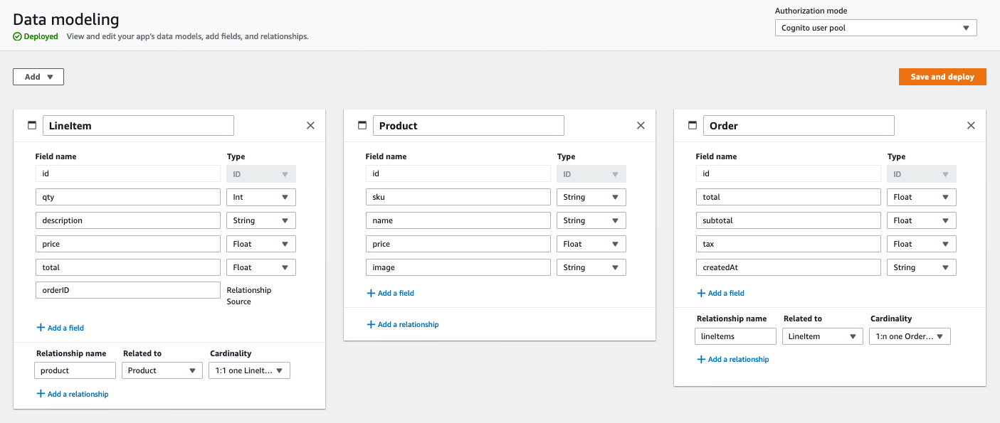 Data modeling
Deployed View and edit your app's data models, add fields, and relationships.
Authorization mode
Cognito user pool
Add
Save and deploy
LineItem
Field name Type
id ID
qty Int
description String
price Float
total Float
orderID Relationship
Source
Add a field
Relationship name Related to Cardinality
product Product 1:1 one LineIt...
Add a relationship
Product
Field name Type
id ID
sku String
name String
price Float
image String
Add a field
Add a relationship
Order
Field name Type
id ID
total Float
subtotal Float
tax Float
createdAt String
Add a field
Relationship name Related to Cardinality
lineItems LineItem 1:n one Order...
Add a relationship